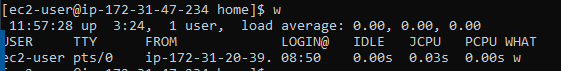 [ec2-user@ip-172-31-47-234 home]$ w
11:57:28 up 3:24, 1 user, load average: 0.00, 0.00, 0.00
USER TTY FROM LOGIN@ IDLE JCPU PCPU WHAT
ec2-user pts/0 ip-172-31-20-39. 08:50 0.00s 0.03s 0.00s w